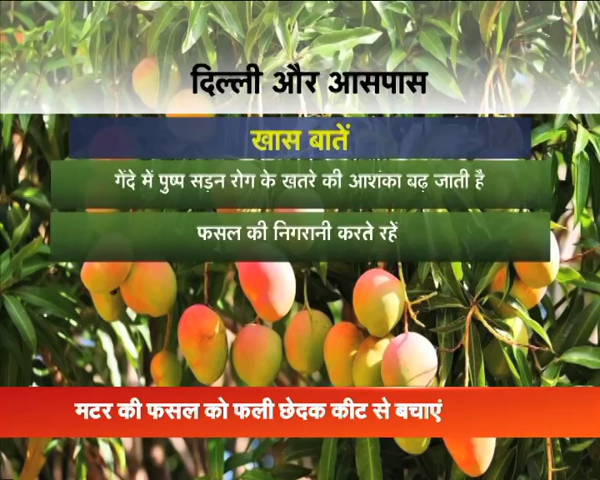 दिल्ली और आसपास
खास बातें
गेंदे में पुष्प सड़न रोग के खतरे की आशंका बढ़ जाती है
फसल की निगरानी करते रहें
मटर की फसल को फली छेदक कीट से बचाएं